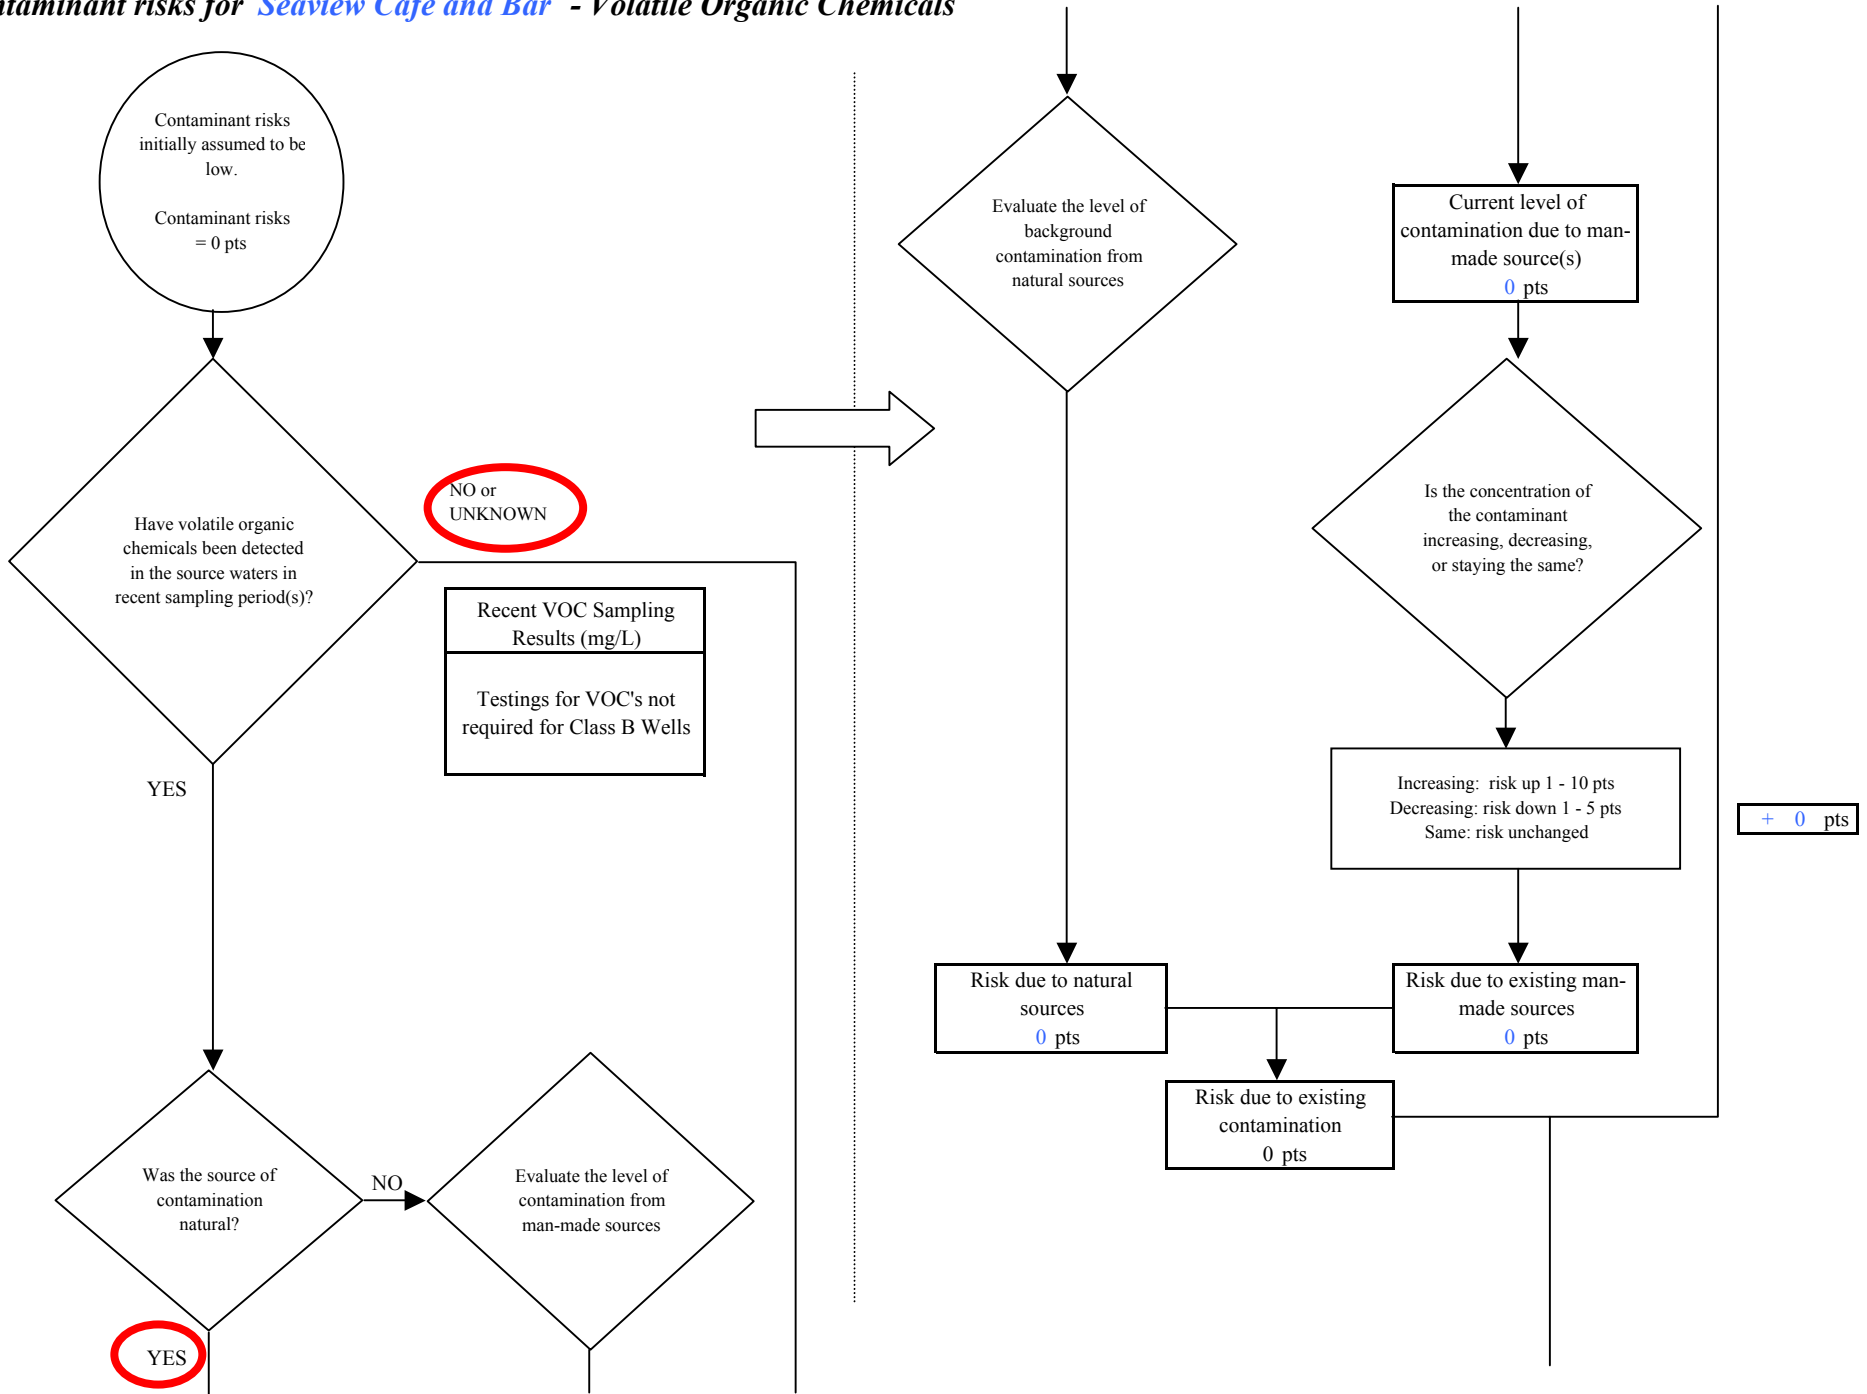 ntaminant risks for Seaview Cafe and Bar - Volatile Organic Chemicals
Contaminant risks
initially assumed to be
low.
Contaminant risks
= 0 pts
Have volatile organic
chemicals been detected
in the source waters in
recent sampling period(s)?
NO or
UNKNOWN
Recent VOC Sampling
Results (mg/L)
Testings for VOC's not
required for Class B Wells
YES
Was the source of
contamination
natural?
NO
Evaluate the level of
contamination from
man-made sources
YES
Evaluate the level of
background
contamination from
natural sources
Current level of
contamination due to man-
made source(s)
0 pts
Is the concentration of
the contaminant
increasing, decreasing,
or staying the same?
Increasing: risk up 1 - 10 pts
Decreasing: risk down 1 - 5 pts
Same: risk unchanged
+ 0 pts
Risk due to natural
sources
0 pts
Risk due to existing man-
made sources
0 pts
Risk due to existing
contamination
0 pts